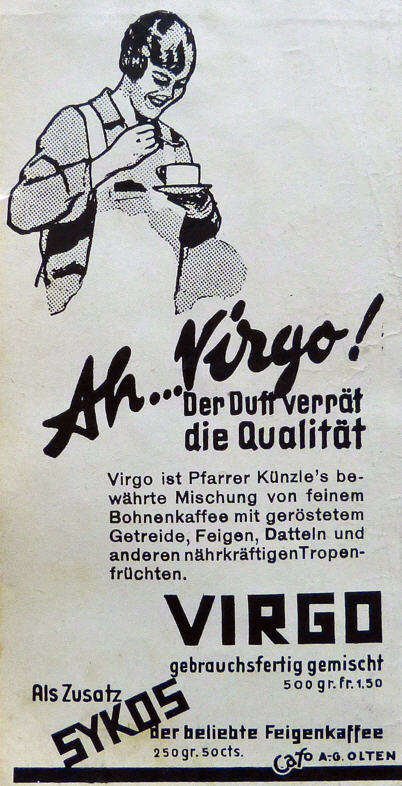 Ah... Virgo!
Der Duft verrät
die Qualität
Virgo ist Pfarrer Künzle's be-
währte Mischung von feinem
Bohnenkaffee mit geröstetem
Getreide, Feigen, Datteln und
anderen nährkräftigen Tropen-
früchten.
VIRGO
gebrauchsfertig gemischt
500 gr. fr. 1.50
Als Zusatz
SYKOS
der beliebte Feigenkaffee
250 gr. 50 cts.
A.-G. OLTEN